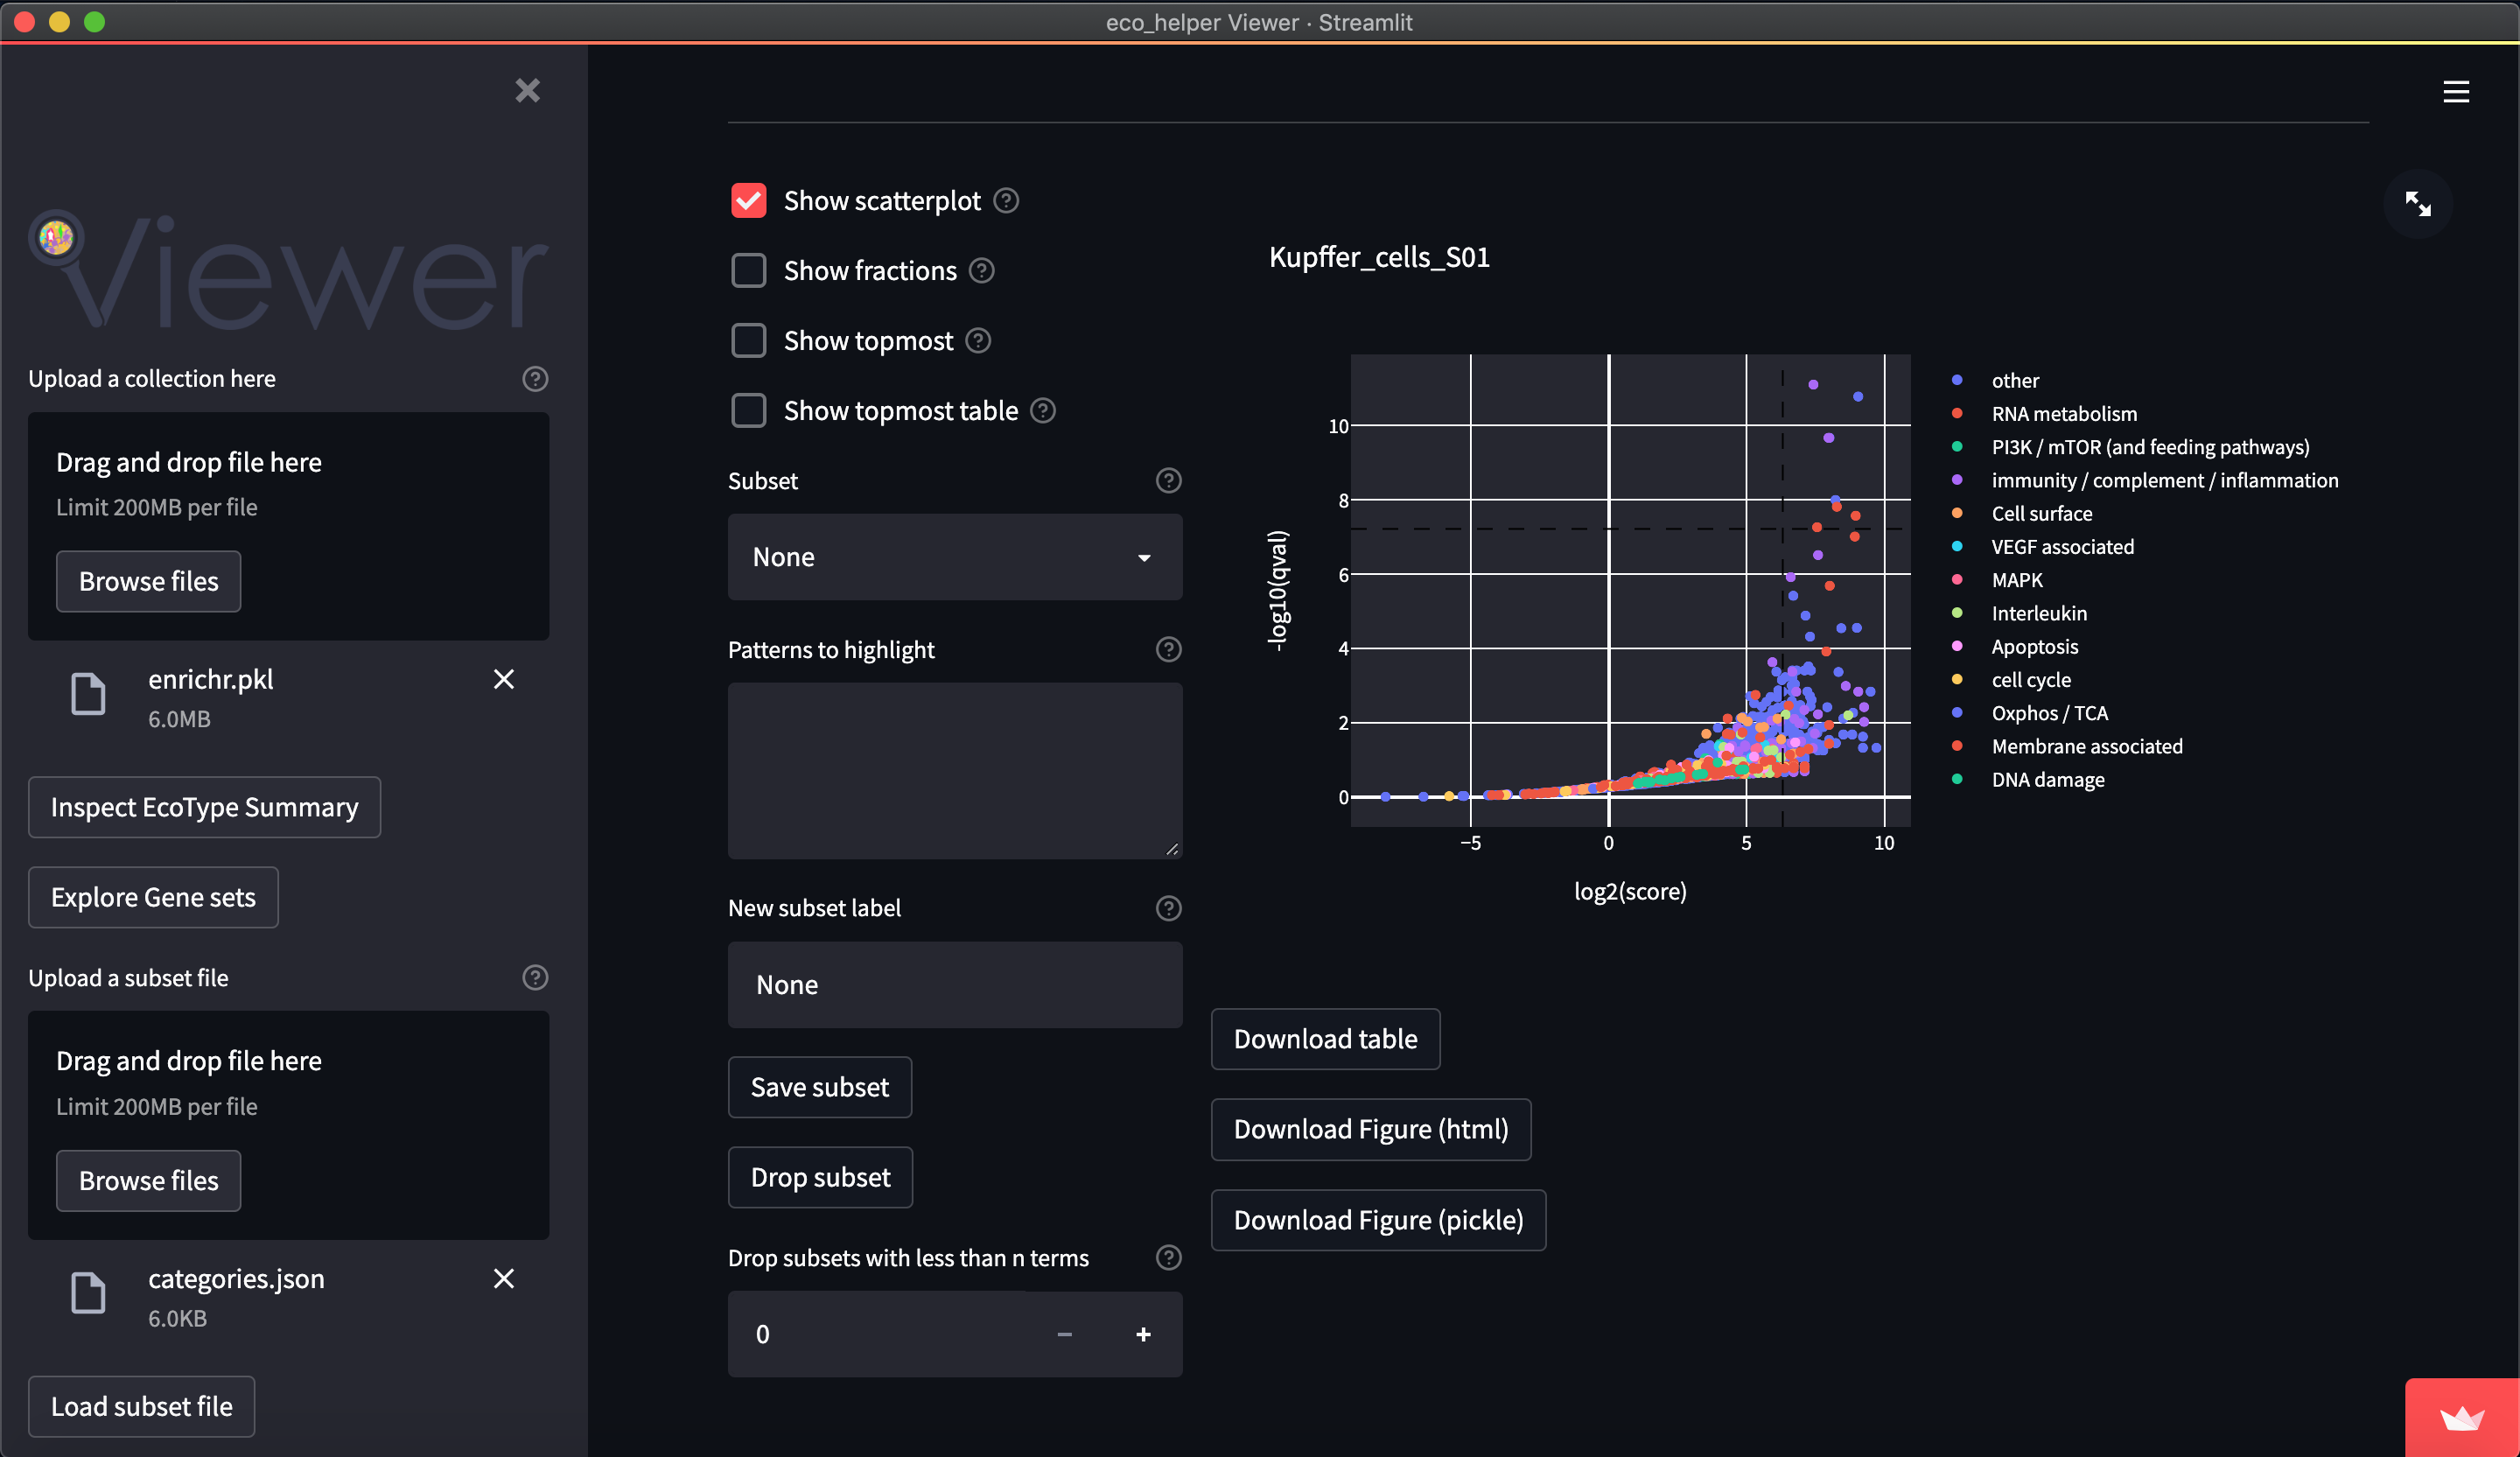 eco_helper Viewer · Streamlit
Viewer
Upload a collection here
Drag and drop file here
Limit 200MB per file
Browse files
enrichr.pkl
6.0MB
Inspect EcoType Summary
Explore Gene sets
Upload a subset file
Drag and drop file here
Limit 200MB per file
Browse files
categories.json
6.0KB
Load subset file
Show scatterplot
Show fractions
Show topmost
Show topmost table
Subset
None
Patterns to highlight
New subset label
None
Save subset
Drop subset
Drop subsets with less than n terms
0
Kupffer_cells_S01
-log10(qval)
10
8
6
4
2
0
−5
0
5
10
log2(score)
other
RNA metabolism
PI3K / mTOR (and feeding pathways)
immunity / complement / inflammation
Cell surface
VEGF associated
MAPK
Interleukin
Apoptosis
cell cycle
Oxphos / TCA
Membrane associated
DNA damage
Download table
Download Figure (html)
Download Figure (pickle)